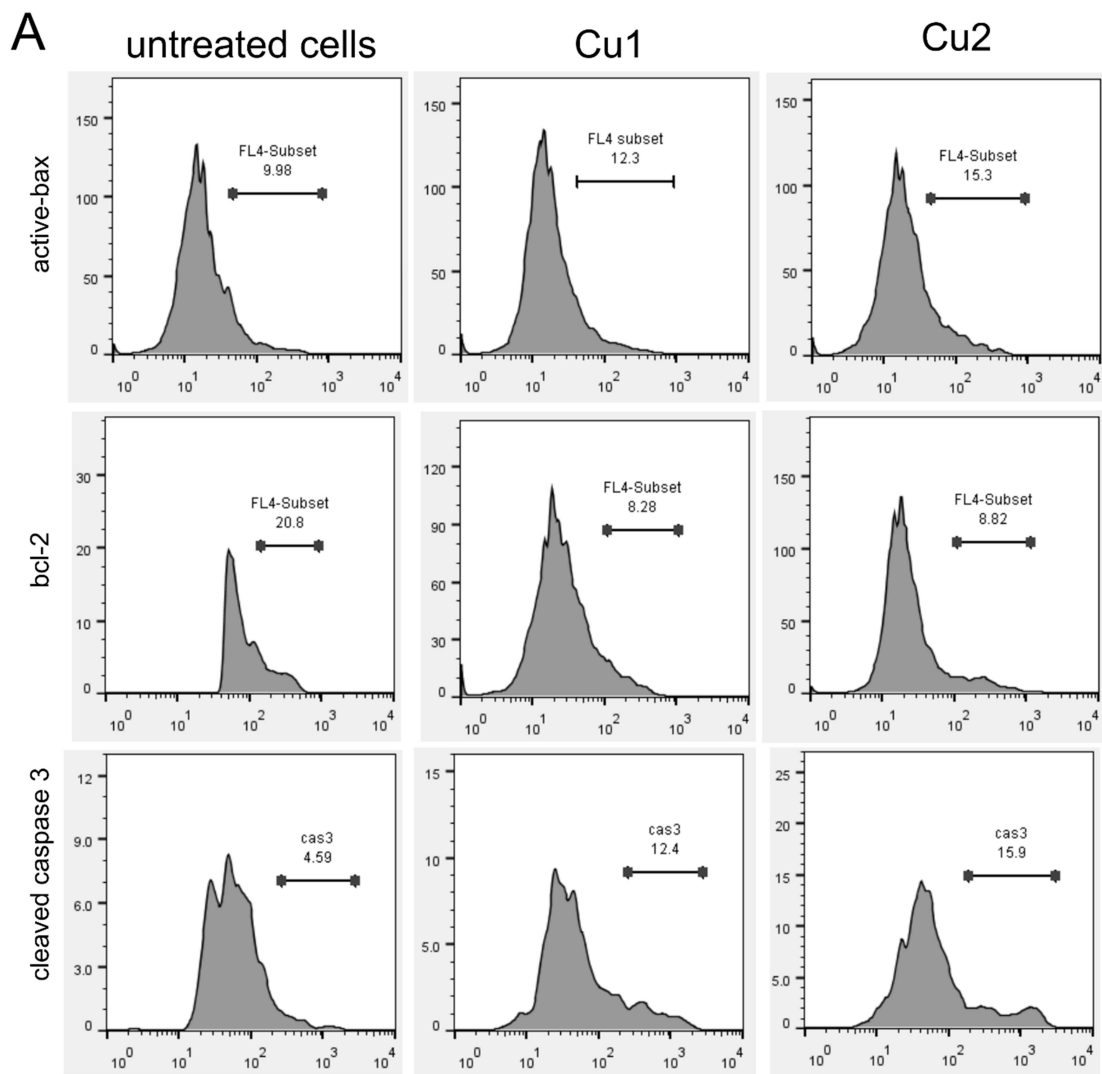 A
untreated cells
Cu1
Cu2
active-bax
150
100
50
0
FL4-Subset
9.98
10^0 10^1 10^2 10^3 10^4
150
100
50
0
FL4 subset
12.3
10^0 10^1 10^2 10^3 10^4
150
100
50
0
FL4-Subset
15.3
10^0 10^1 10^2 10^3 10^4
bcl-2
30
20
10
0
FL4-Subset
20.8
10^0 10^1 10^2 10^3 10^4
120
90
60
30
0
FL4-Subset
8.28
10^0 10^1 10^2 10^3 10^4
150
100
50
0
FL4-Subset
8.82
10^0 10^1 10^2 10^3 10^4
cleaved caspase 3
12
9.0
6.0
3.0
0
cas3
4.59
10^0 10^1 10^2 10^3 10^4
15
10
5.0
0
cas3
12.4
10^0 10^1 10^2 10^3 10^4
25
20
15
10
5.0
0
cas3
15.9
10^0 10^1 10^2 10^3 10^4